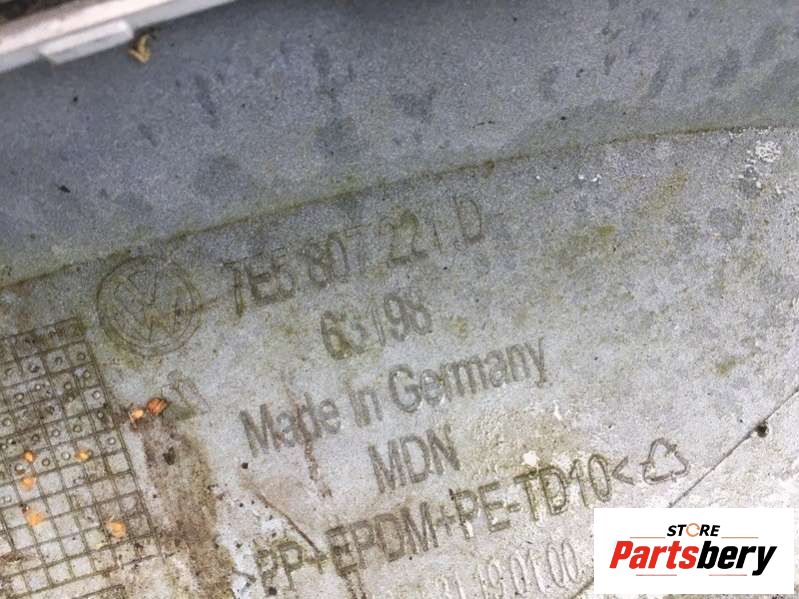 7E5 807 221 D
Made In Germany
MDN
>PP+EPDM+PE-TD10<
STORE
Partsbery